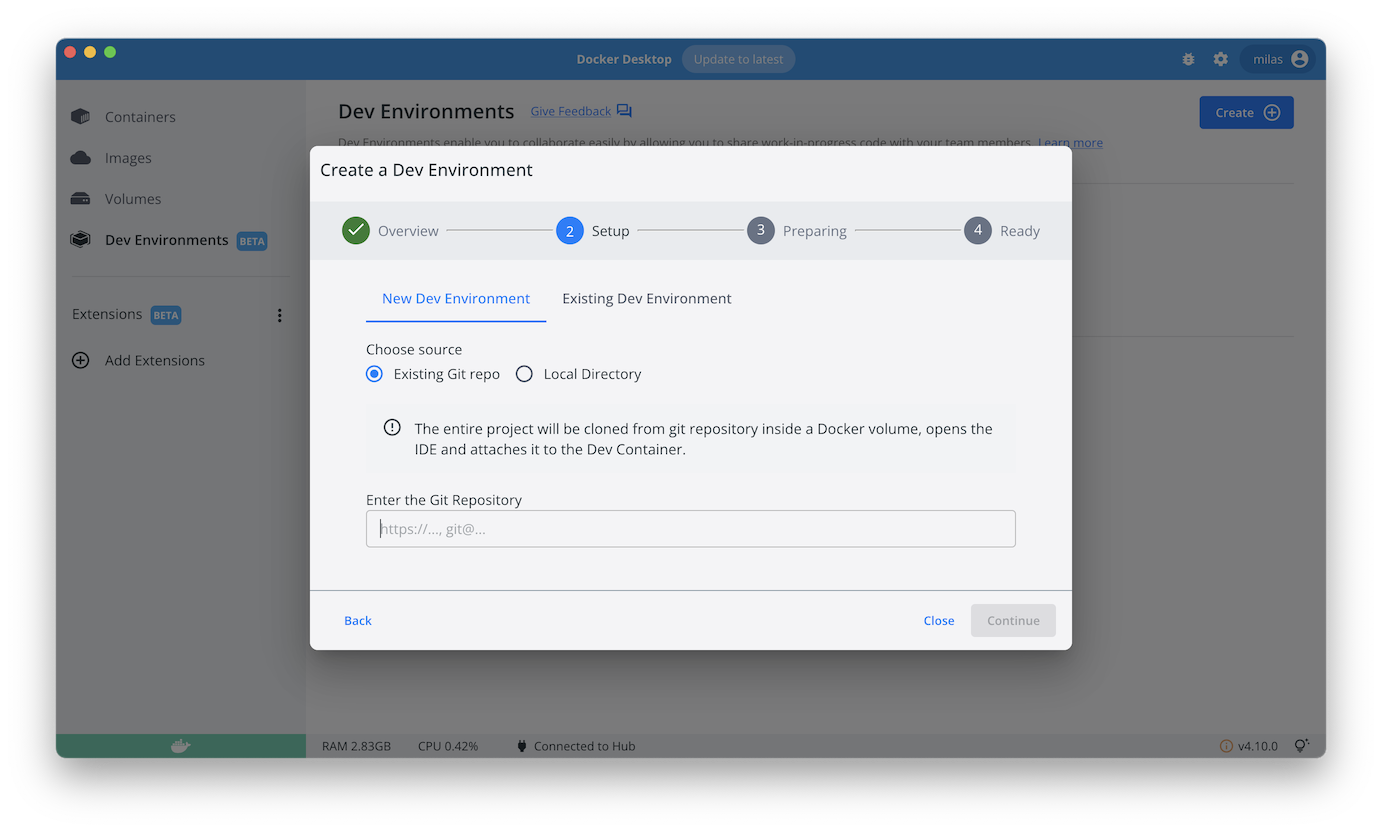 Docker Desktop Update to latest milas
Containers
Images
Volumes
Dev Environments BETA
Extensions BETA
Add Extensions
Dev Environments Give Feedback Create
Dev Environments enable you to collaborate easily by allowing you to share work-in-progress code with your team members. Learn more
Create a Dev Environment
Overview 2 Setup 3 Preparing 4 Ready
New Dev Environment Existing Dev Environment
Choose source
Existing Git repo Local Directory
The entire project will be cloned from git repository inside a Docker volume, opens the
IDE and attaches it to the Dev Container.
Enter the Git Repository
https://..., git@...
Back Close Continue
RAM 2.83GB CPU 0.42% Connected to Hub v4.10.0